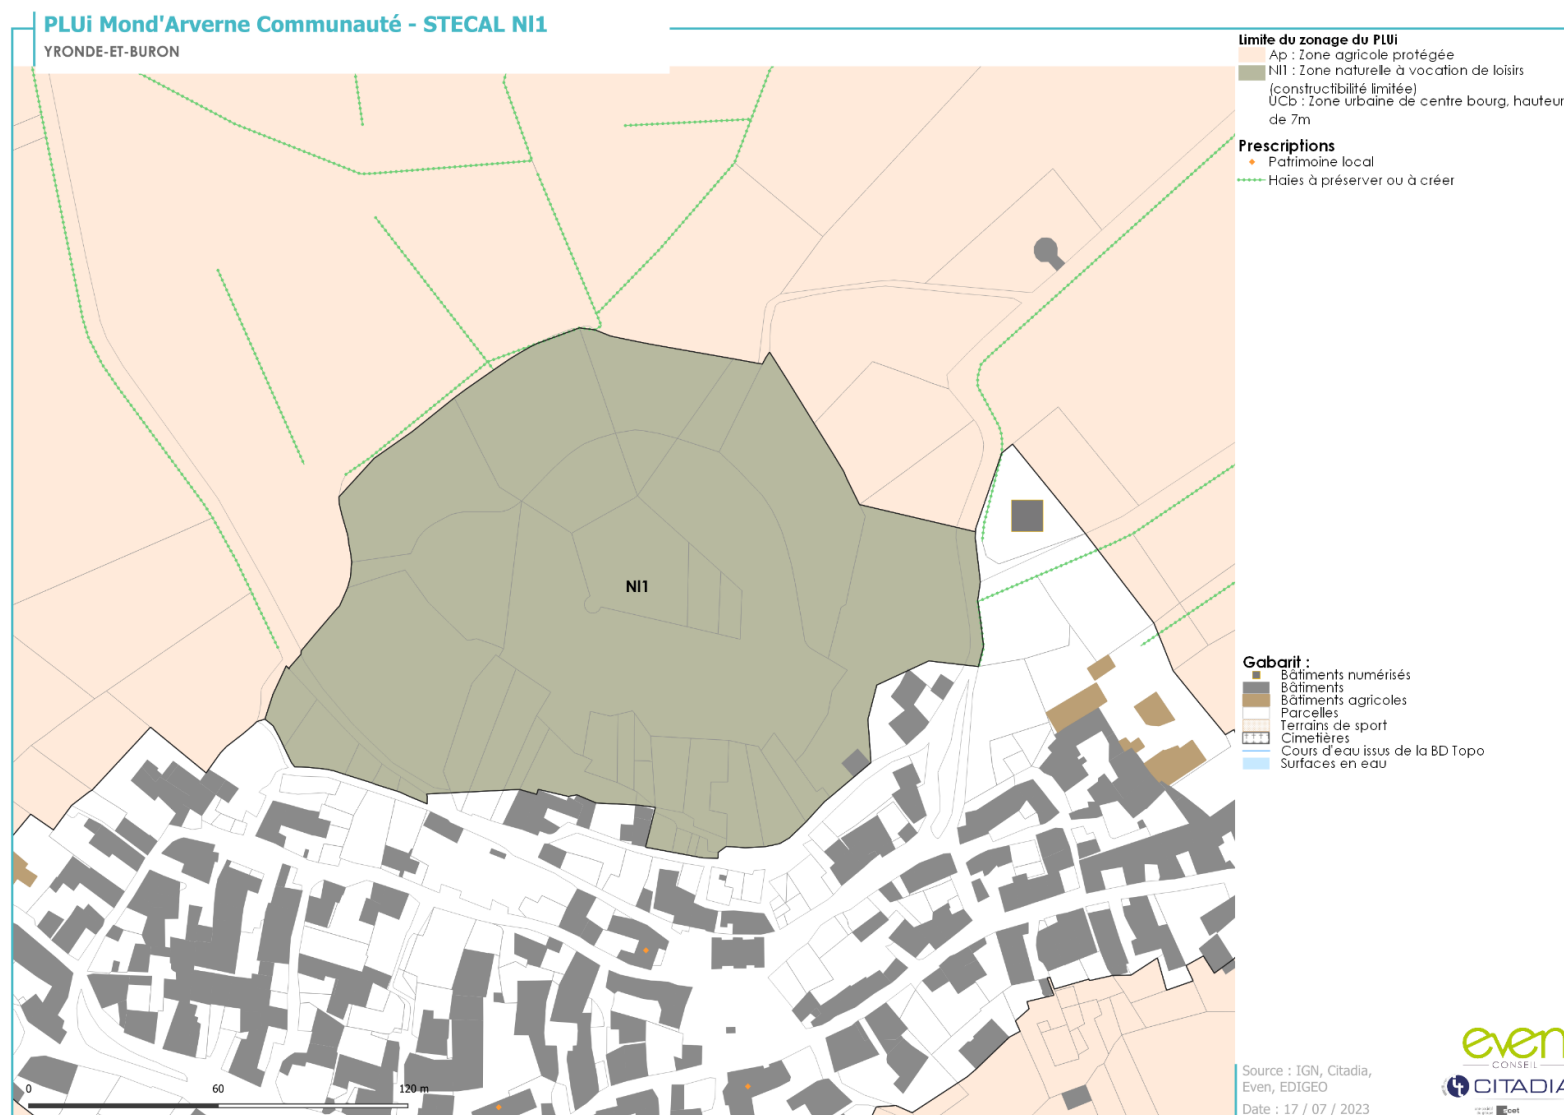 PLUi Mond'Arverne Communauté - STECAL Nl1
YRONDE-ET-BURON
Limite du zonage du PLUi
Ap : Zone agricole protégée
Nl1 : Zone naturelle à vocation de loisirs
(constructibilité limitée)
UCb : Zone urbaine de centre bourg, hauteur
de 7m
Prescriptions
Patrimoine local
Haies à préserver ou à créer
Nl1
Gabarit :
Bâtiments numérisés
Bâtiments
Bâtiments agricoles
Parcelles
Terrains de sport
Cimetières
Cours d'eau issus de la BD Topo
Surfaces en eau
0 60 120 m
Source : IGN, Citadia,
Even, EDIGEO
Date : 17 / 07 / 2023
even
CONSEIL
CITADIA